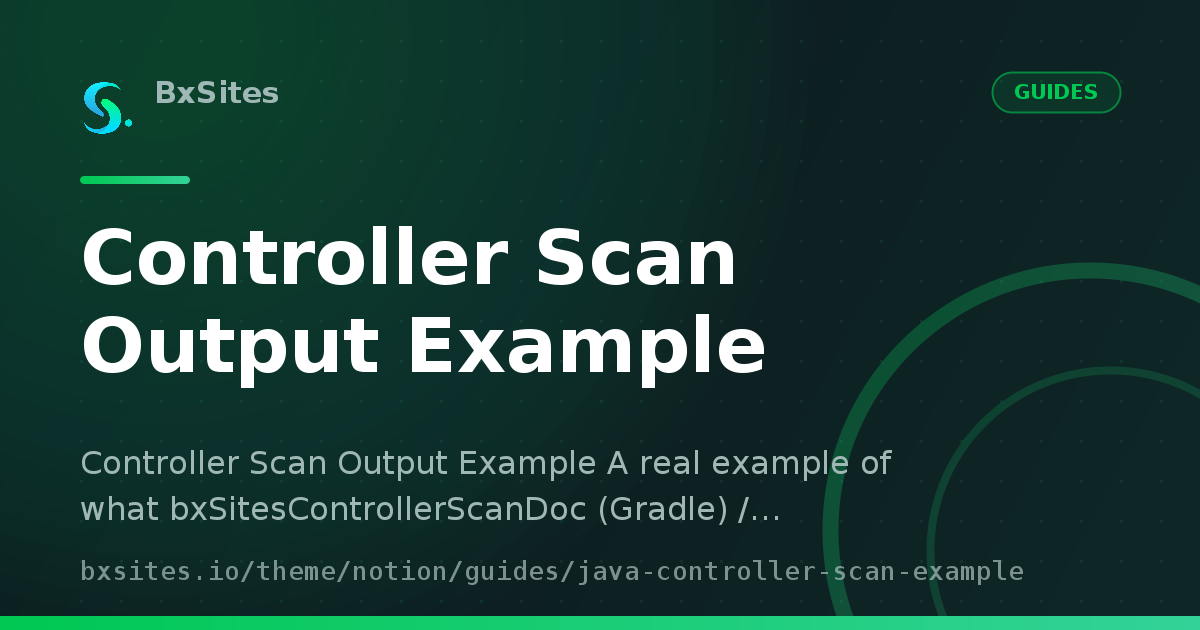 BxSites
GUIDES
Controller Scan
Output Example
Controller Scan Output Example A real example of
what bxSitesControllerScanDoc (Gradle) /...
bxsites.io/theme/notion/guides/java-controller-scan-example